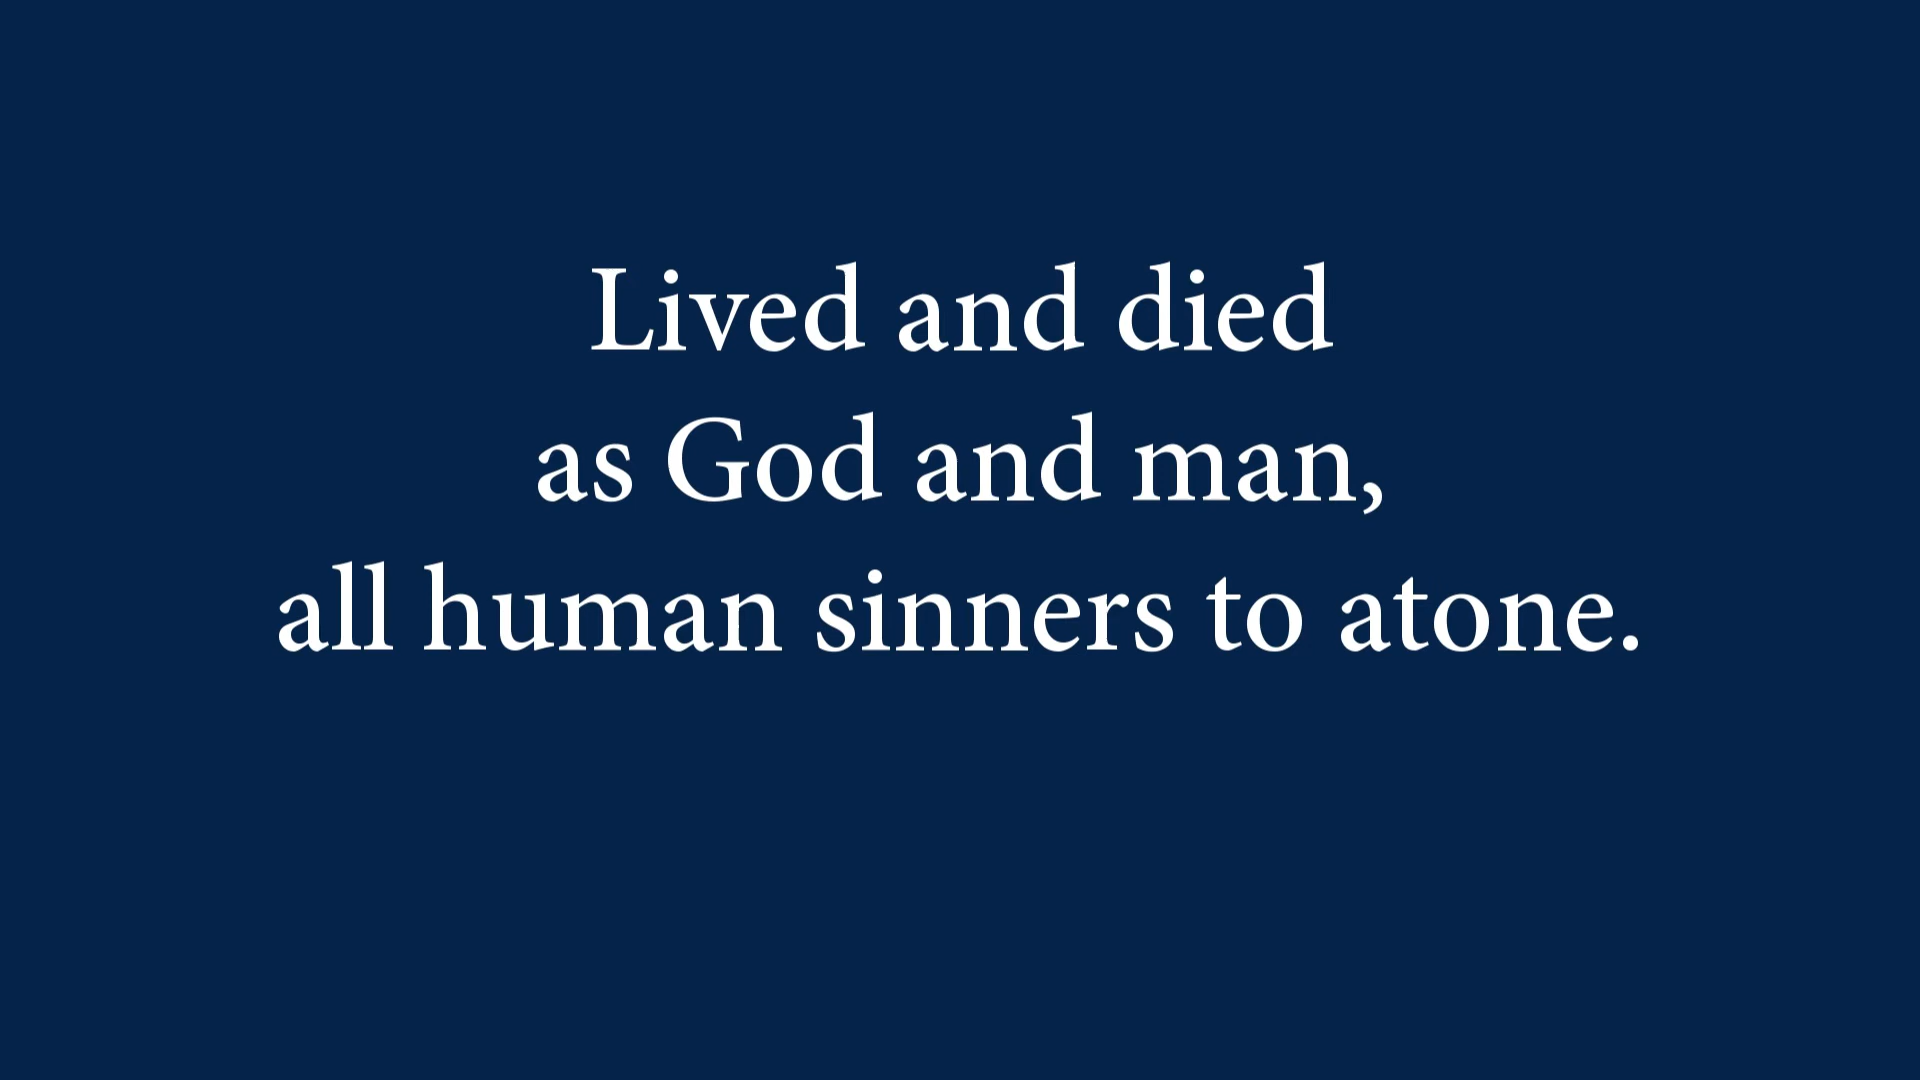 Lived and died
as God and man,
all human sinners to atone.